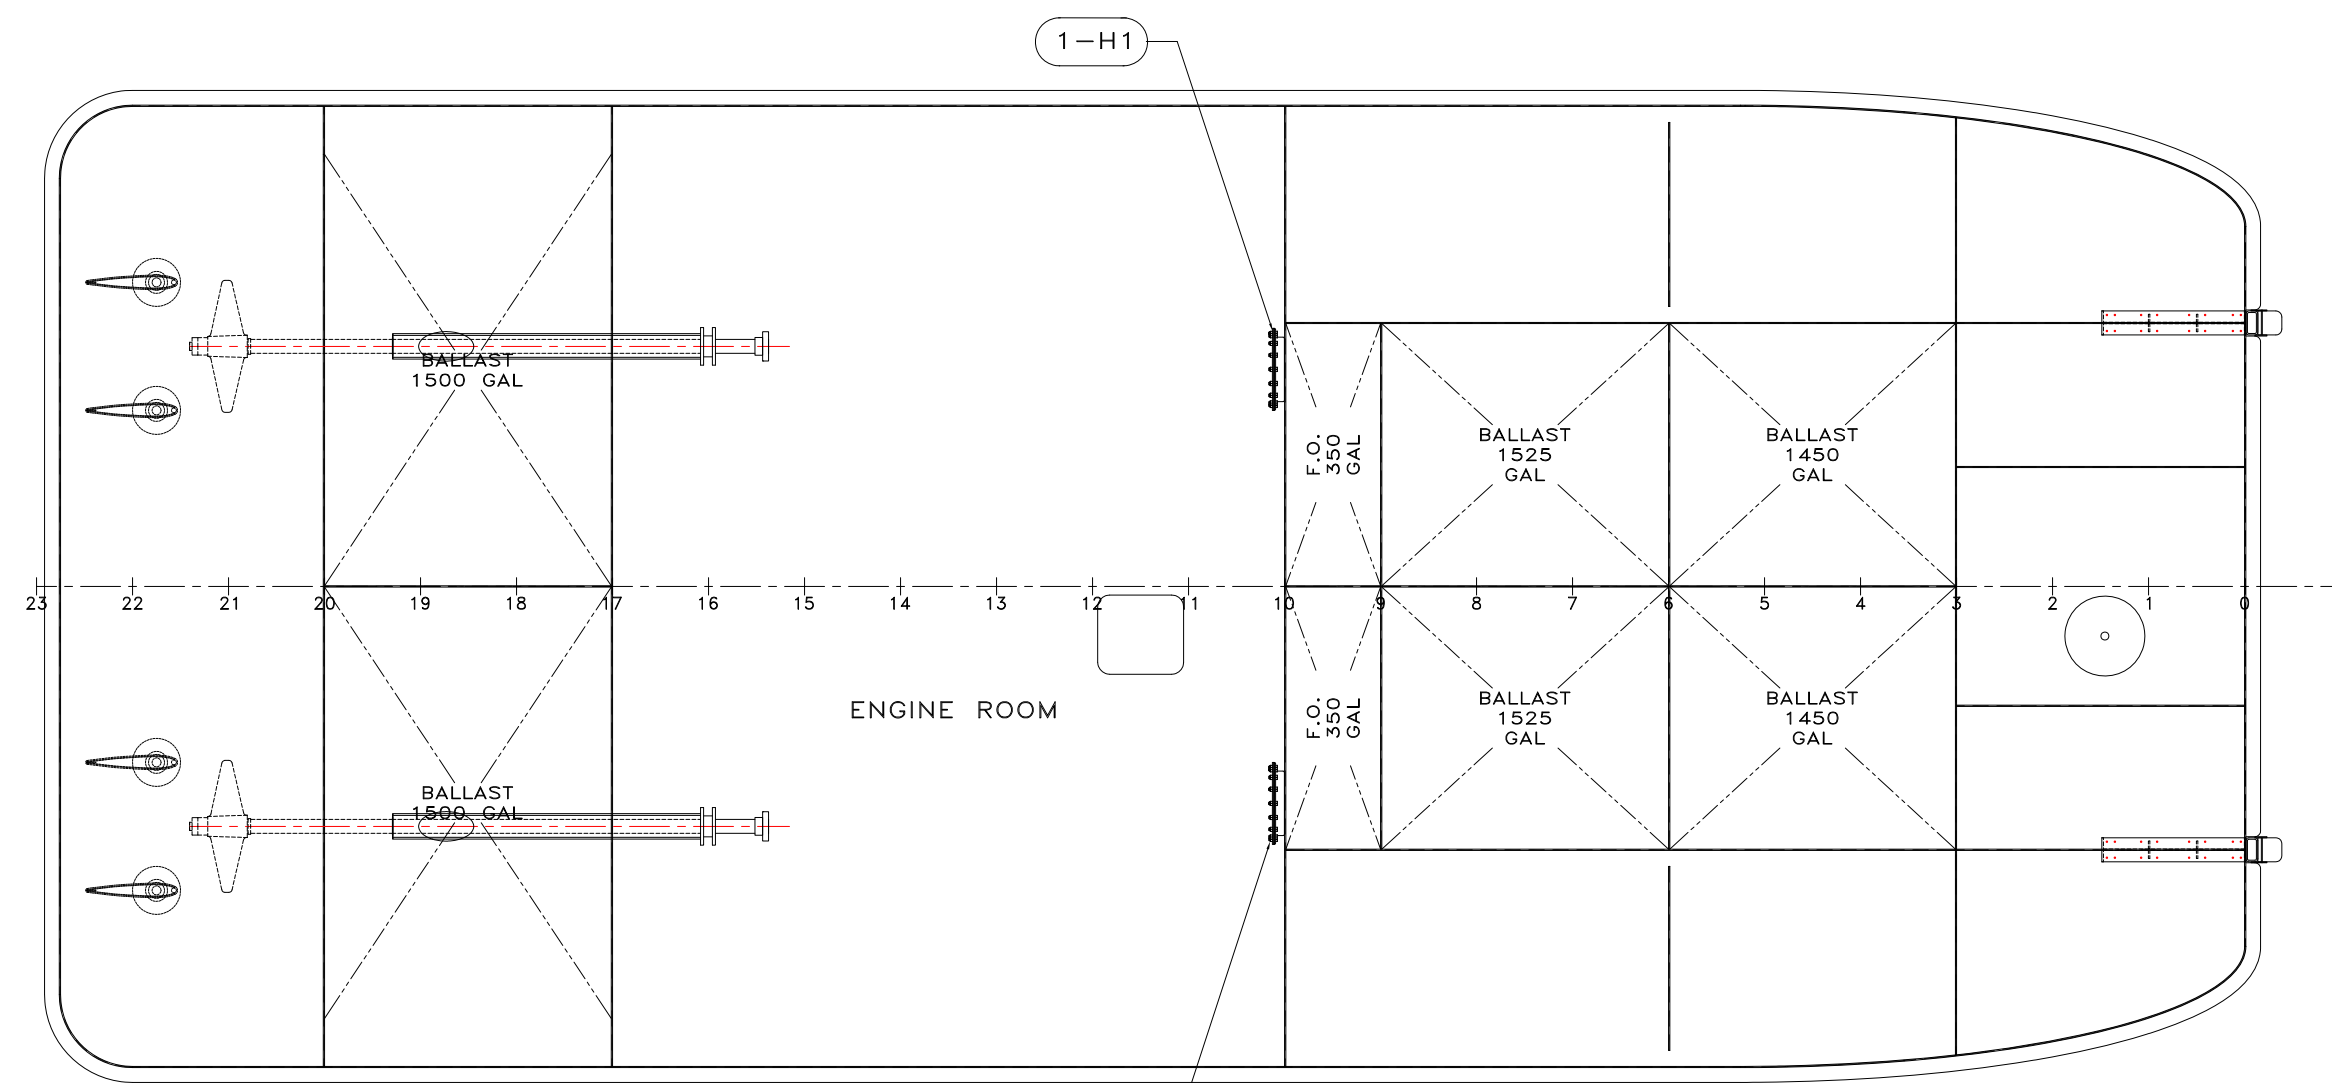 1-H1
BALLAST
1500 GAL
F.O.
350
GAL
BALLAST
1525
GAL
BALLAST
1450
GAL
23 22 21 20 19 18 17 16 15 14 13 12 11 10 9 8 7 6 5 4 3 2 1 0
ENGINE ROOM
F.O.
350
GAL
BALLAST
1525
GAL
BALLAST
1450
GAL
BALLAST
1500 GAL